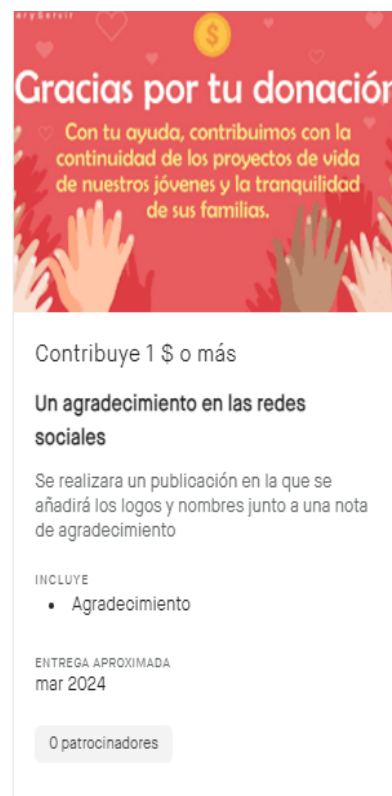 eryServir
Gracias por tu donación
Con tu ayuda, contribuimos con la
continuidad de los proyectos de vida
de nuestros jóvenes y la tranquilidad
de sus familias.
Contribuye 1 $ o más
Un agradecimiento en las redes
sociales
Se realizara un publicación en la que se
añadirá los logos y nombres junto a una nota
de agradecimiento
INCLUYE
• Agradecimiento
ENTREGA APROXIMADA
mar 2024
0 patrocinadores